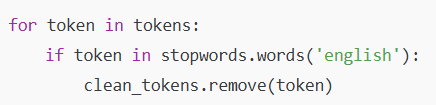 for token in tokens:
    if token in stopwords.words('english'):
        clean_tokens.remove(token)